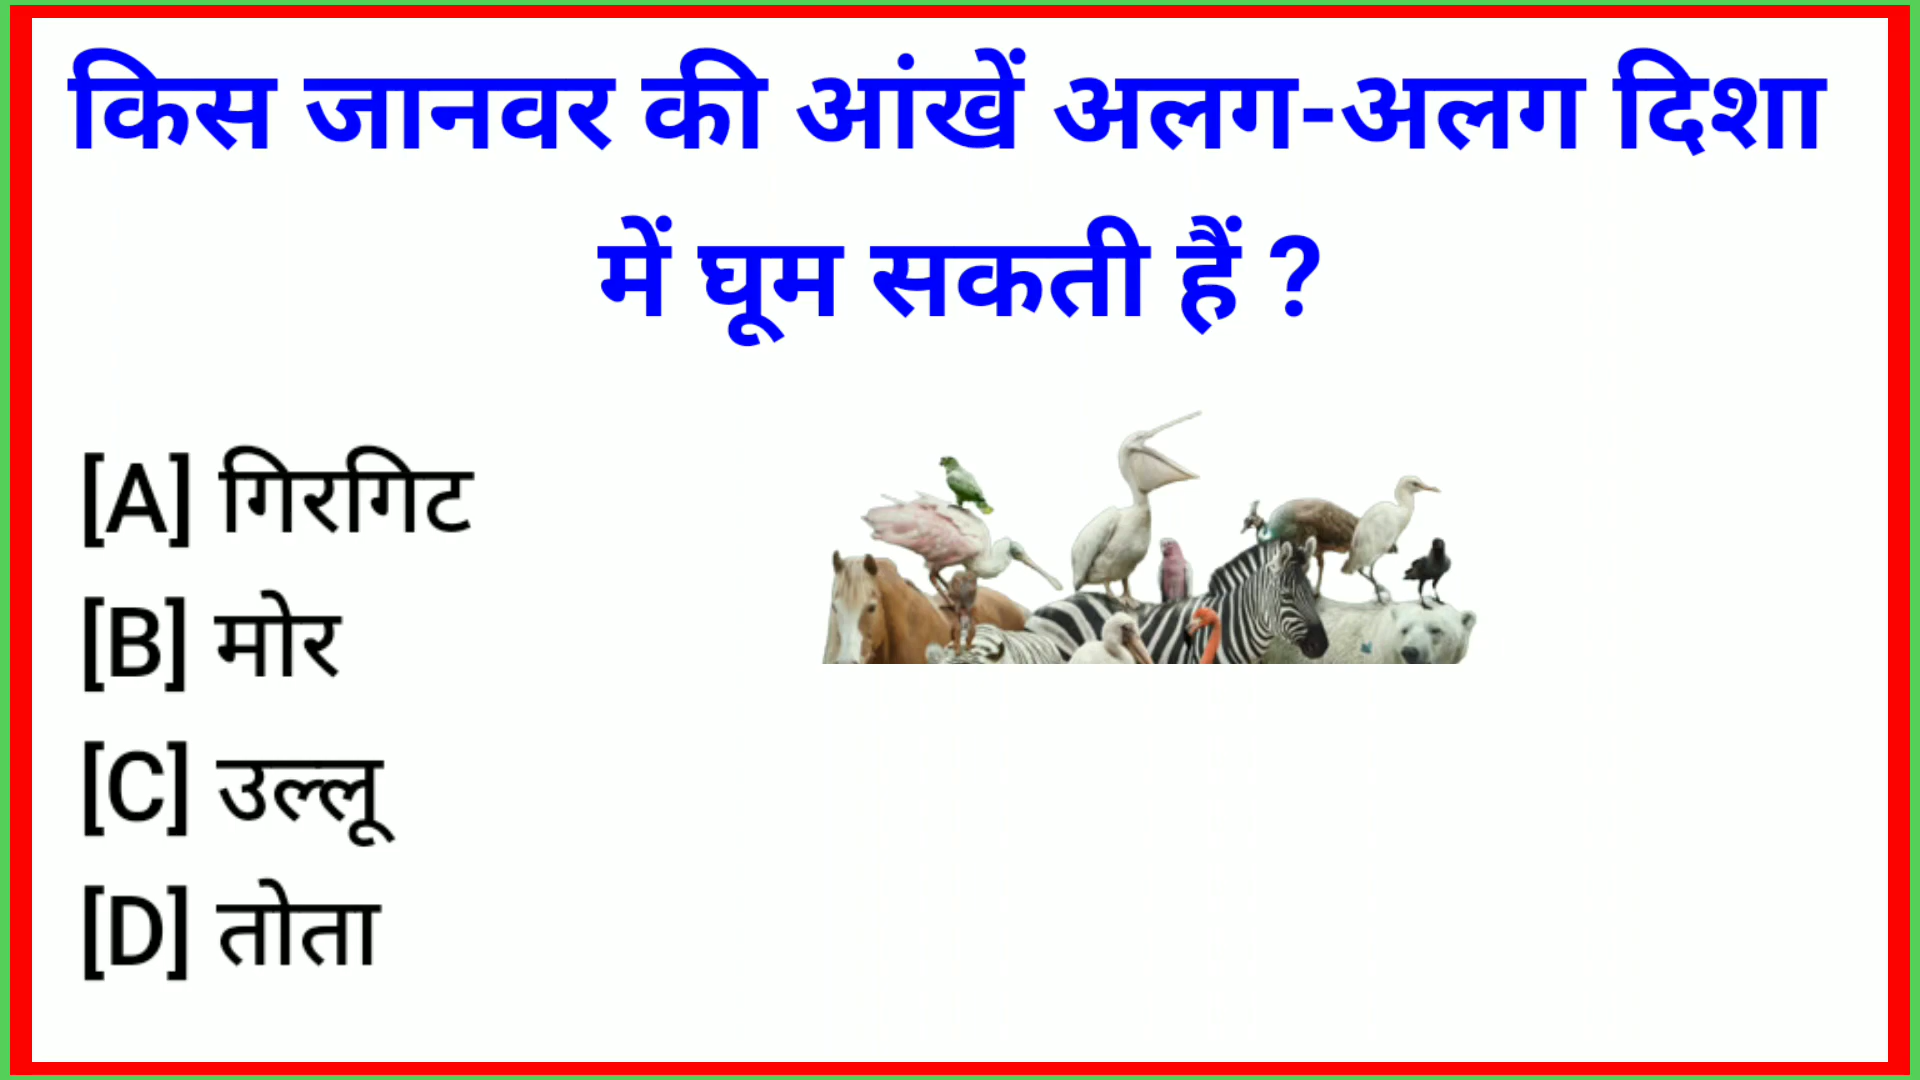 किस जानवर की आंखें अलग-अलग दिशा
में घूम सकती हैं ?
[A] गिरगिट
[B] मोर
[C] उल्लू
[D] तोता